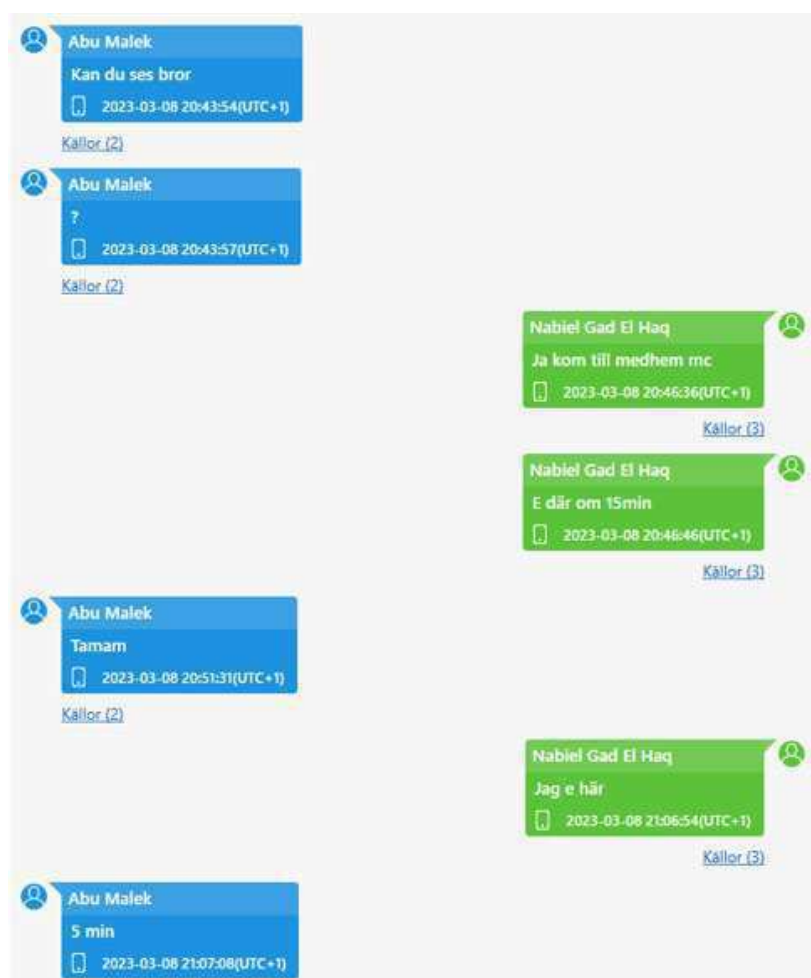 Abu Malek
Kan du ses bror
2023-03-08 20:43:54(UTC+1)
Källor (2)
Abu Malek
?
2023-03-08 20:43:57(UTC+1)
Källor (2)
Nabiel Gad El Haq
Ja kom till medhem mc
2023-03-08 20:46:36(UTC+1)
Källor (3)
Nabiel Gad El Haq
E där om 15min
2023-03-08 20:46:46(UTC+1)
Källor (3)
Abu Malek
Tamam
2023-03-08 20:51:31(UTC+1)
Källor (2)
Nabiel Gad El Haq
Jag e här
2023-03-08 21:06:54(UTC+1)
Källor (3)
Abu Malek
5 min
2023-03-08 21:07:08(UTC+1)